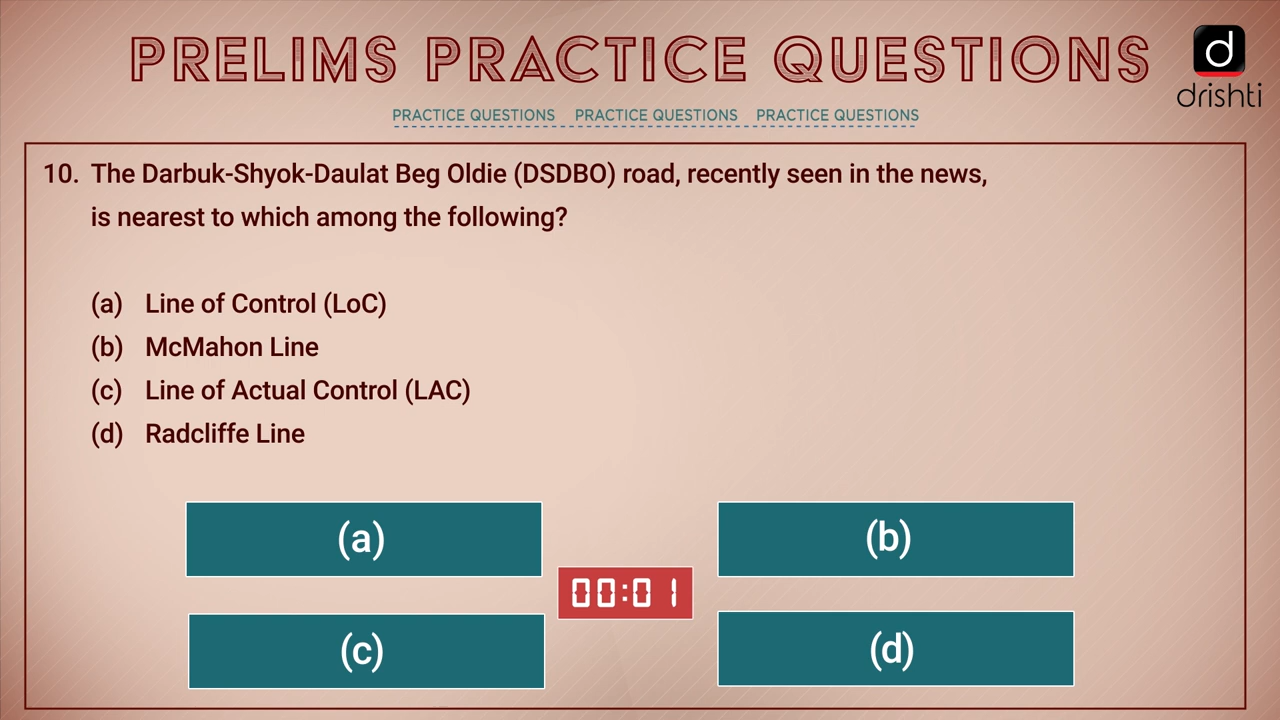 PRELIMS PRACTICE QUESTIONS
d
drishti
PRACTICE QUESTIONS PRACTICE QUESTIONS PRACTICE QUESTIONS
10. The Darbuk-Shyok-Daulat Beg Oldie (DSDBO) road, recently seen in the news,
is nearest to which among the following?
(a) Line of Control (LoC)
(b) McMahon Line
(c) Line of Actual Control (LAC)
(d) Radcliffe Line
(a)
(b)
00:01
(c)
(d)